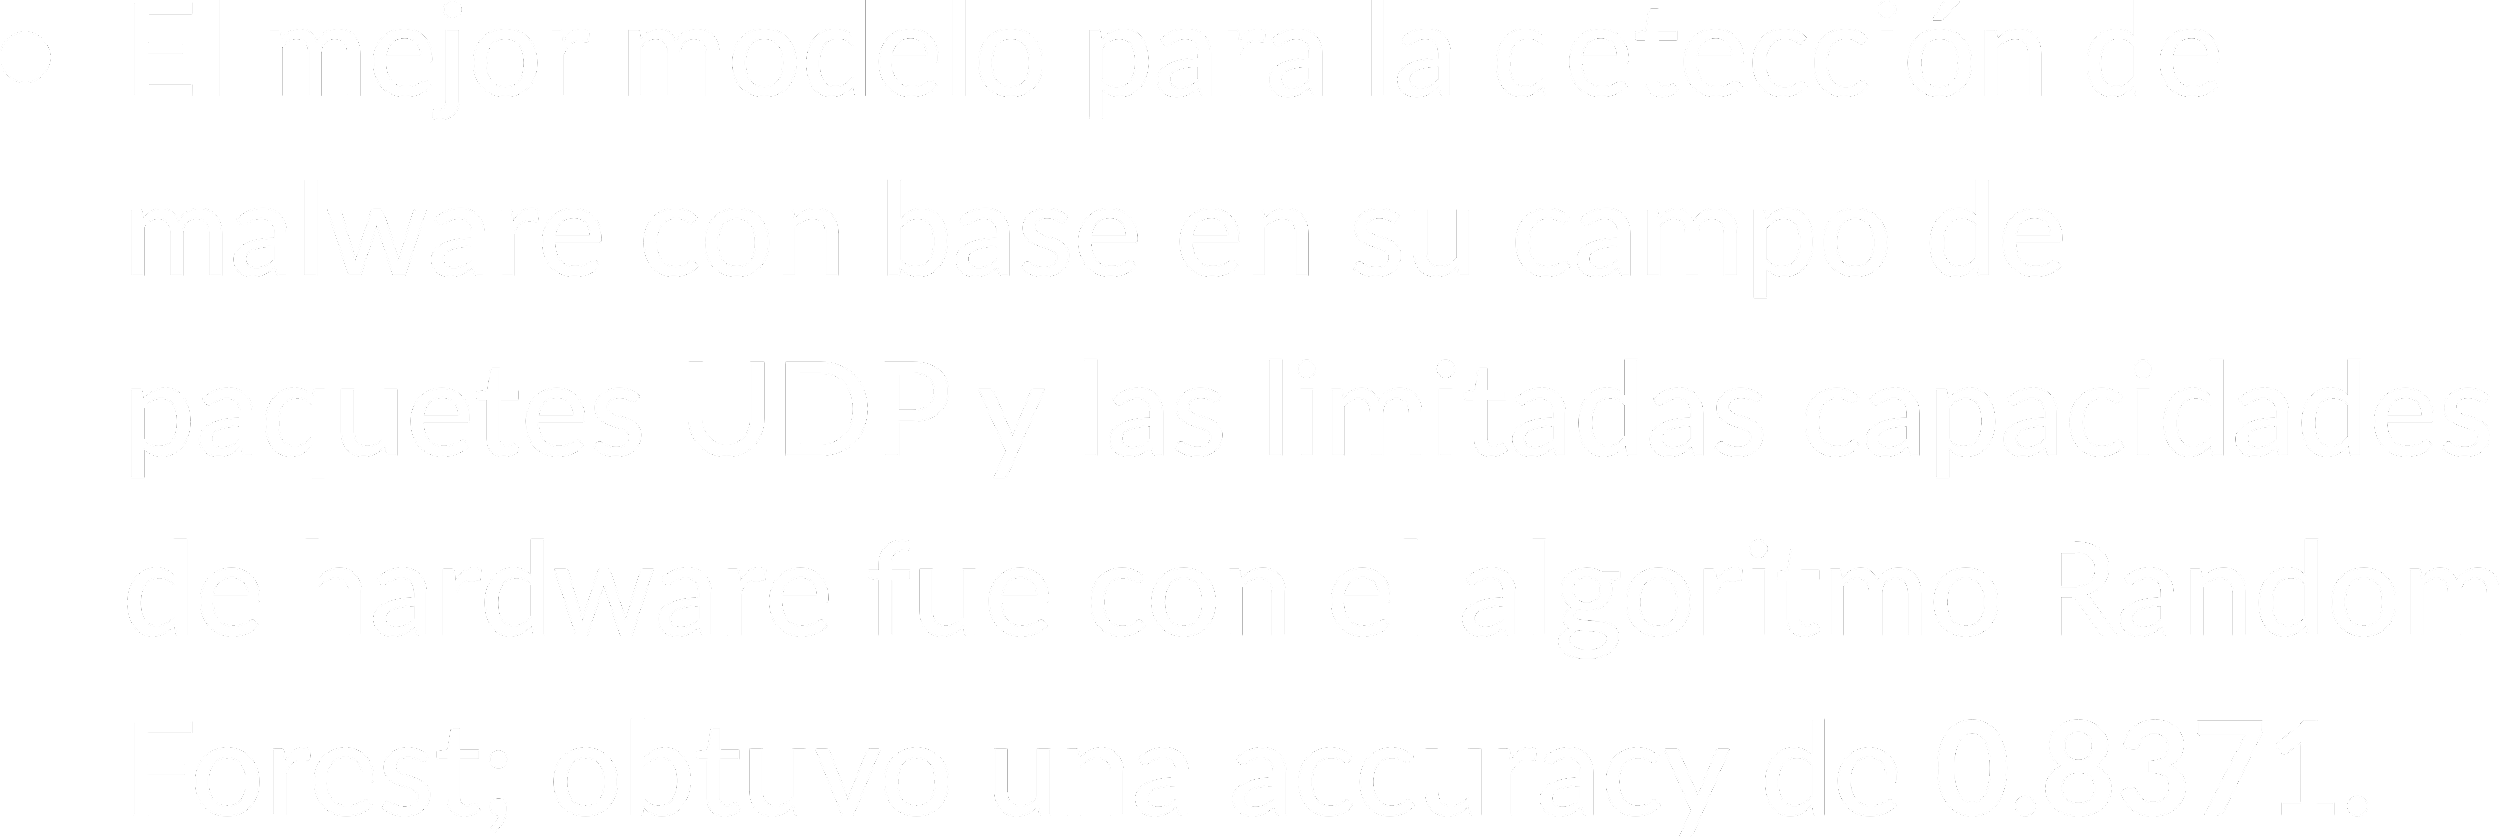 • El mejor modelo para la detección de
malware con base en su campo de
paquetes UDP y las limitadas capacidades
de hardware fue con el algoritmo Random
Forest; obtuvo una accuracy de 0.8371.